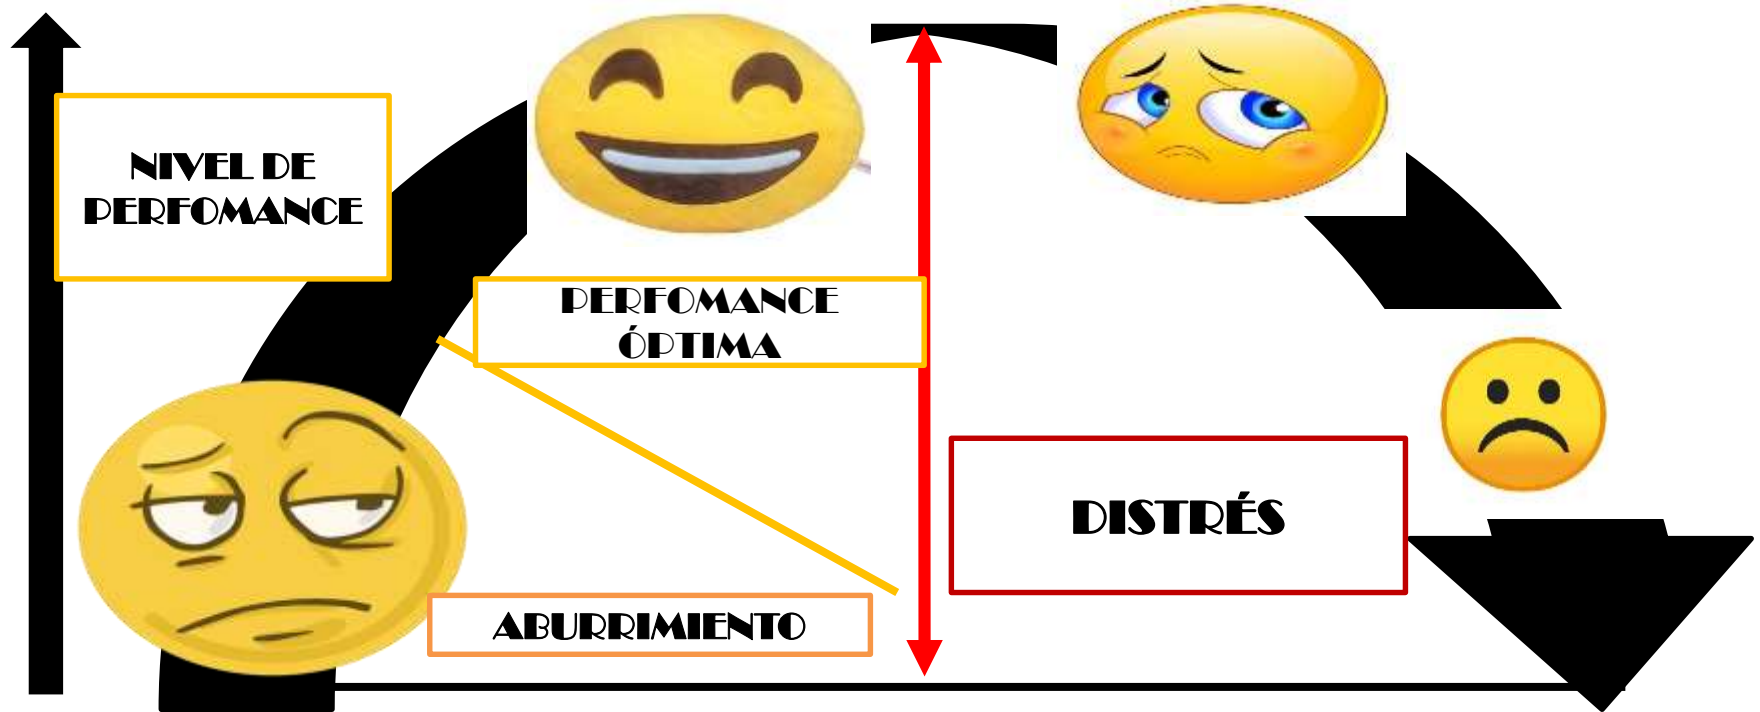 NIVEL DE
PERFOMANCE
PERFOMANCE
ÓPTIMA
DISTRÉS
ABURRIMIENTO